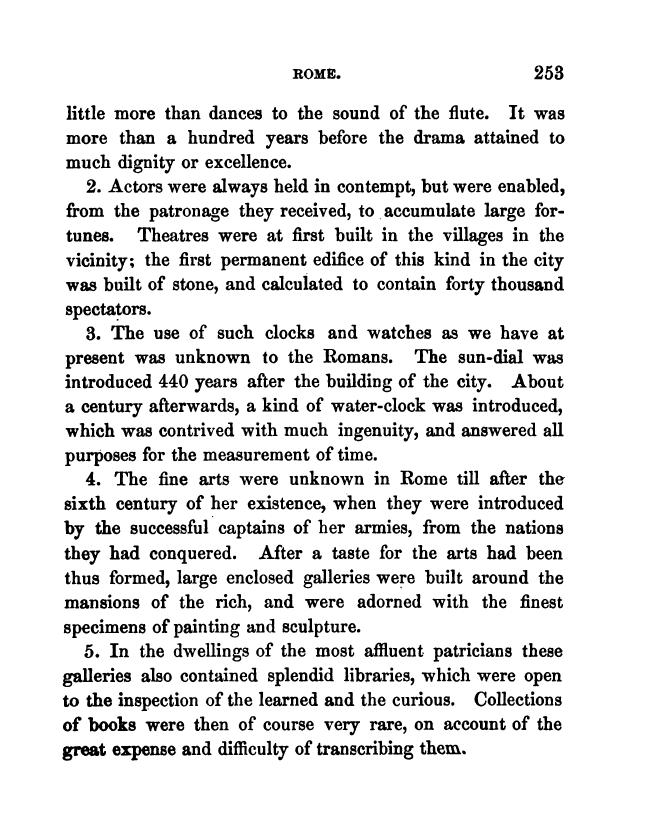 ROME. 253
little more than dances to the sound of the flute. It was
more than a hundred years before the drama attained to
much dignity or excellence.
2. Actors were always held in contempt, but were enabled,
from the patronage they received, to accumulate large for-
tunes. Theatres were at first built in the villages in the
vicinity; the first permanent edifice of this kind in the city
was built of stone, and calculated to contain forty thousand
spectators.
3. The use of such clocks and watches as we have at
present was unknown to the Romans. The sun-dial was
introduced 440 years after the building of the city. About
a century afterwards, a kind of water-clock was introduced,
which was contrived with much ingenuity, and answered all
purposes for the measurement of time.
4. The fine arts were unknown in Rome till after the
sixth century of her existence, when they were introduced
by the successful captains of her armies, from the nations
they had conquered. After a taste for the arts had been
thus formed, large enclosed galleries were built around the
mansions of the rich, and were adorned with the finest
specimens of painting and sculpture.
5. In the dwellings of the most affluent patricians these
galleries also contained splendid libraries, which were open
to the inspection of the learned and the curious. Collections
of books were then of course very rare, on account of the
great expense and difficulty of transcribing them.